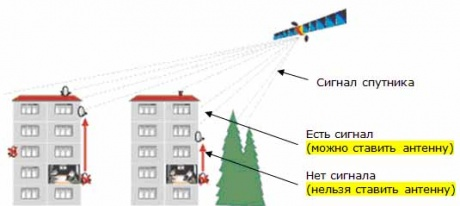 Сигнал спутника
Есть сигнал
(можно ставить антенну)
Нет сигнала
(нельзя ставить антенну)